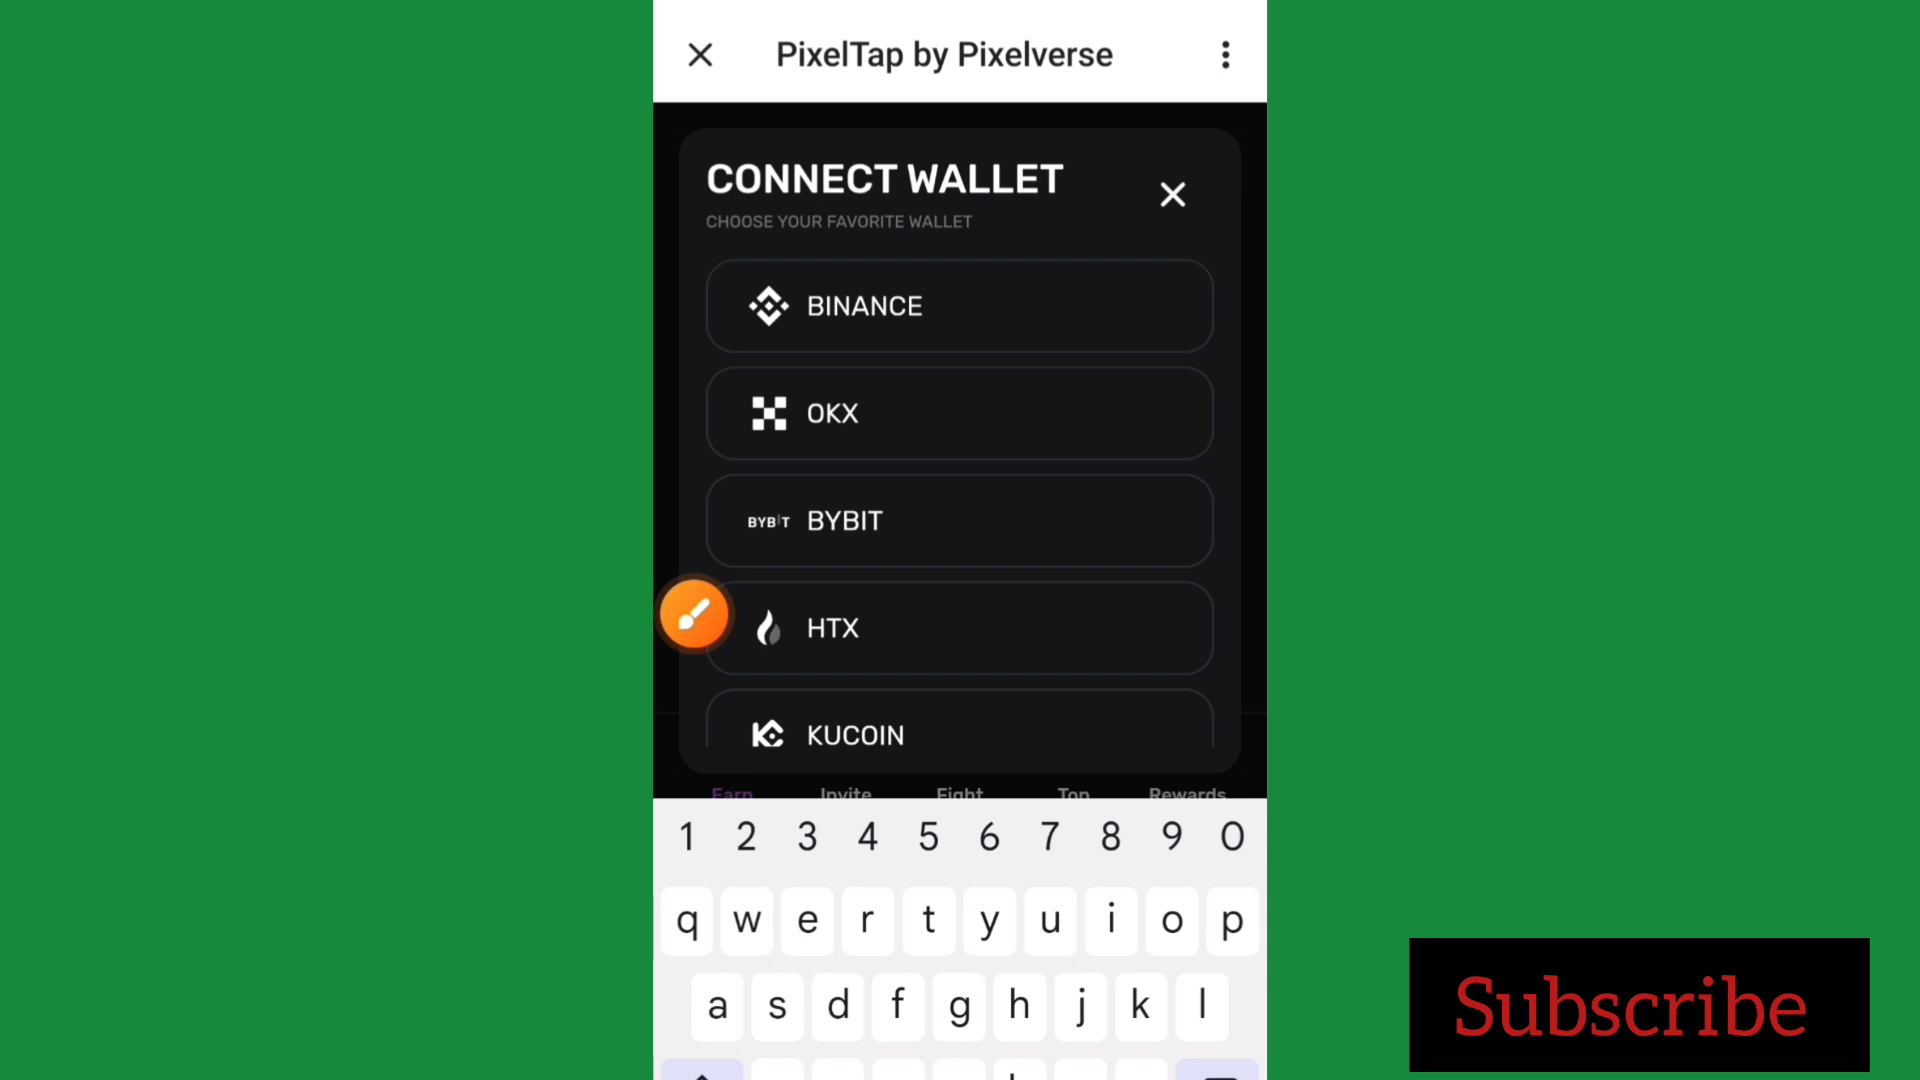 PixelTap by Pixelverse
CONNECT WALLET
CHOOSE YOUR FAVORITE WALLET
BINANCE
OKX
BYBIT BYBIT
HTX
KUCOIN
Earn Invite Fight Top Rewards
1 2 3 4 5 6 7 8 9 0
q w e r t y u i o p
a s d f g h j k l
Subscribe